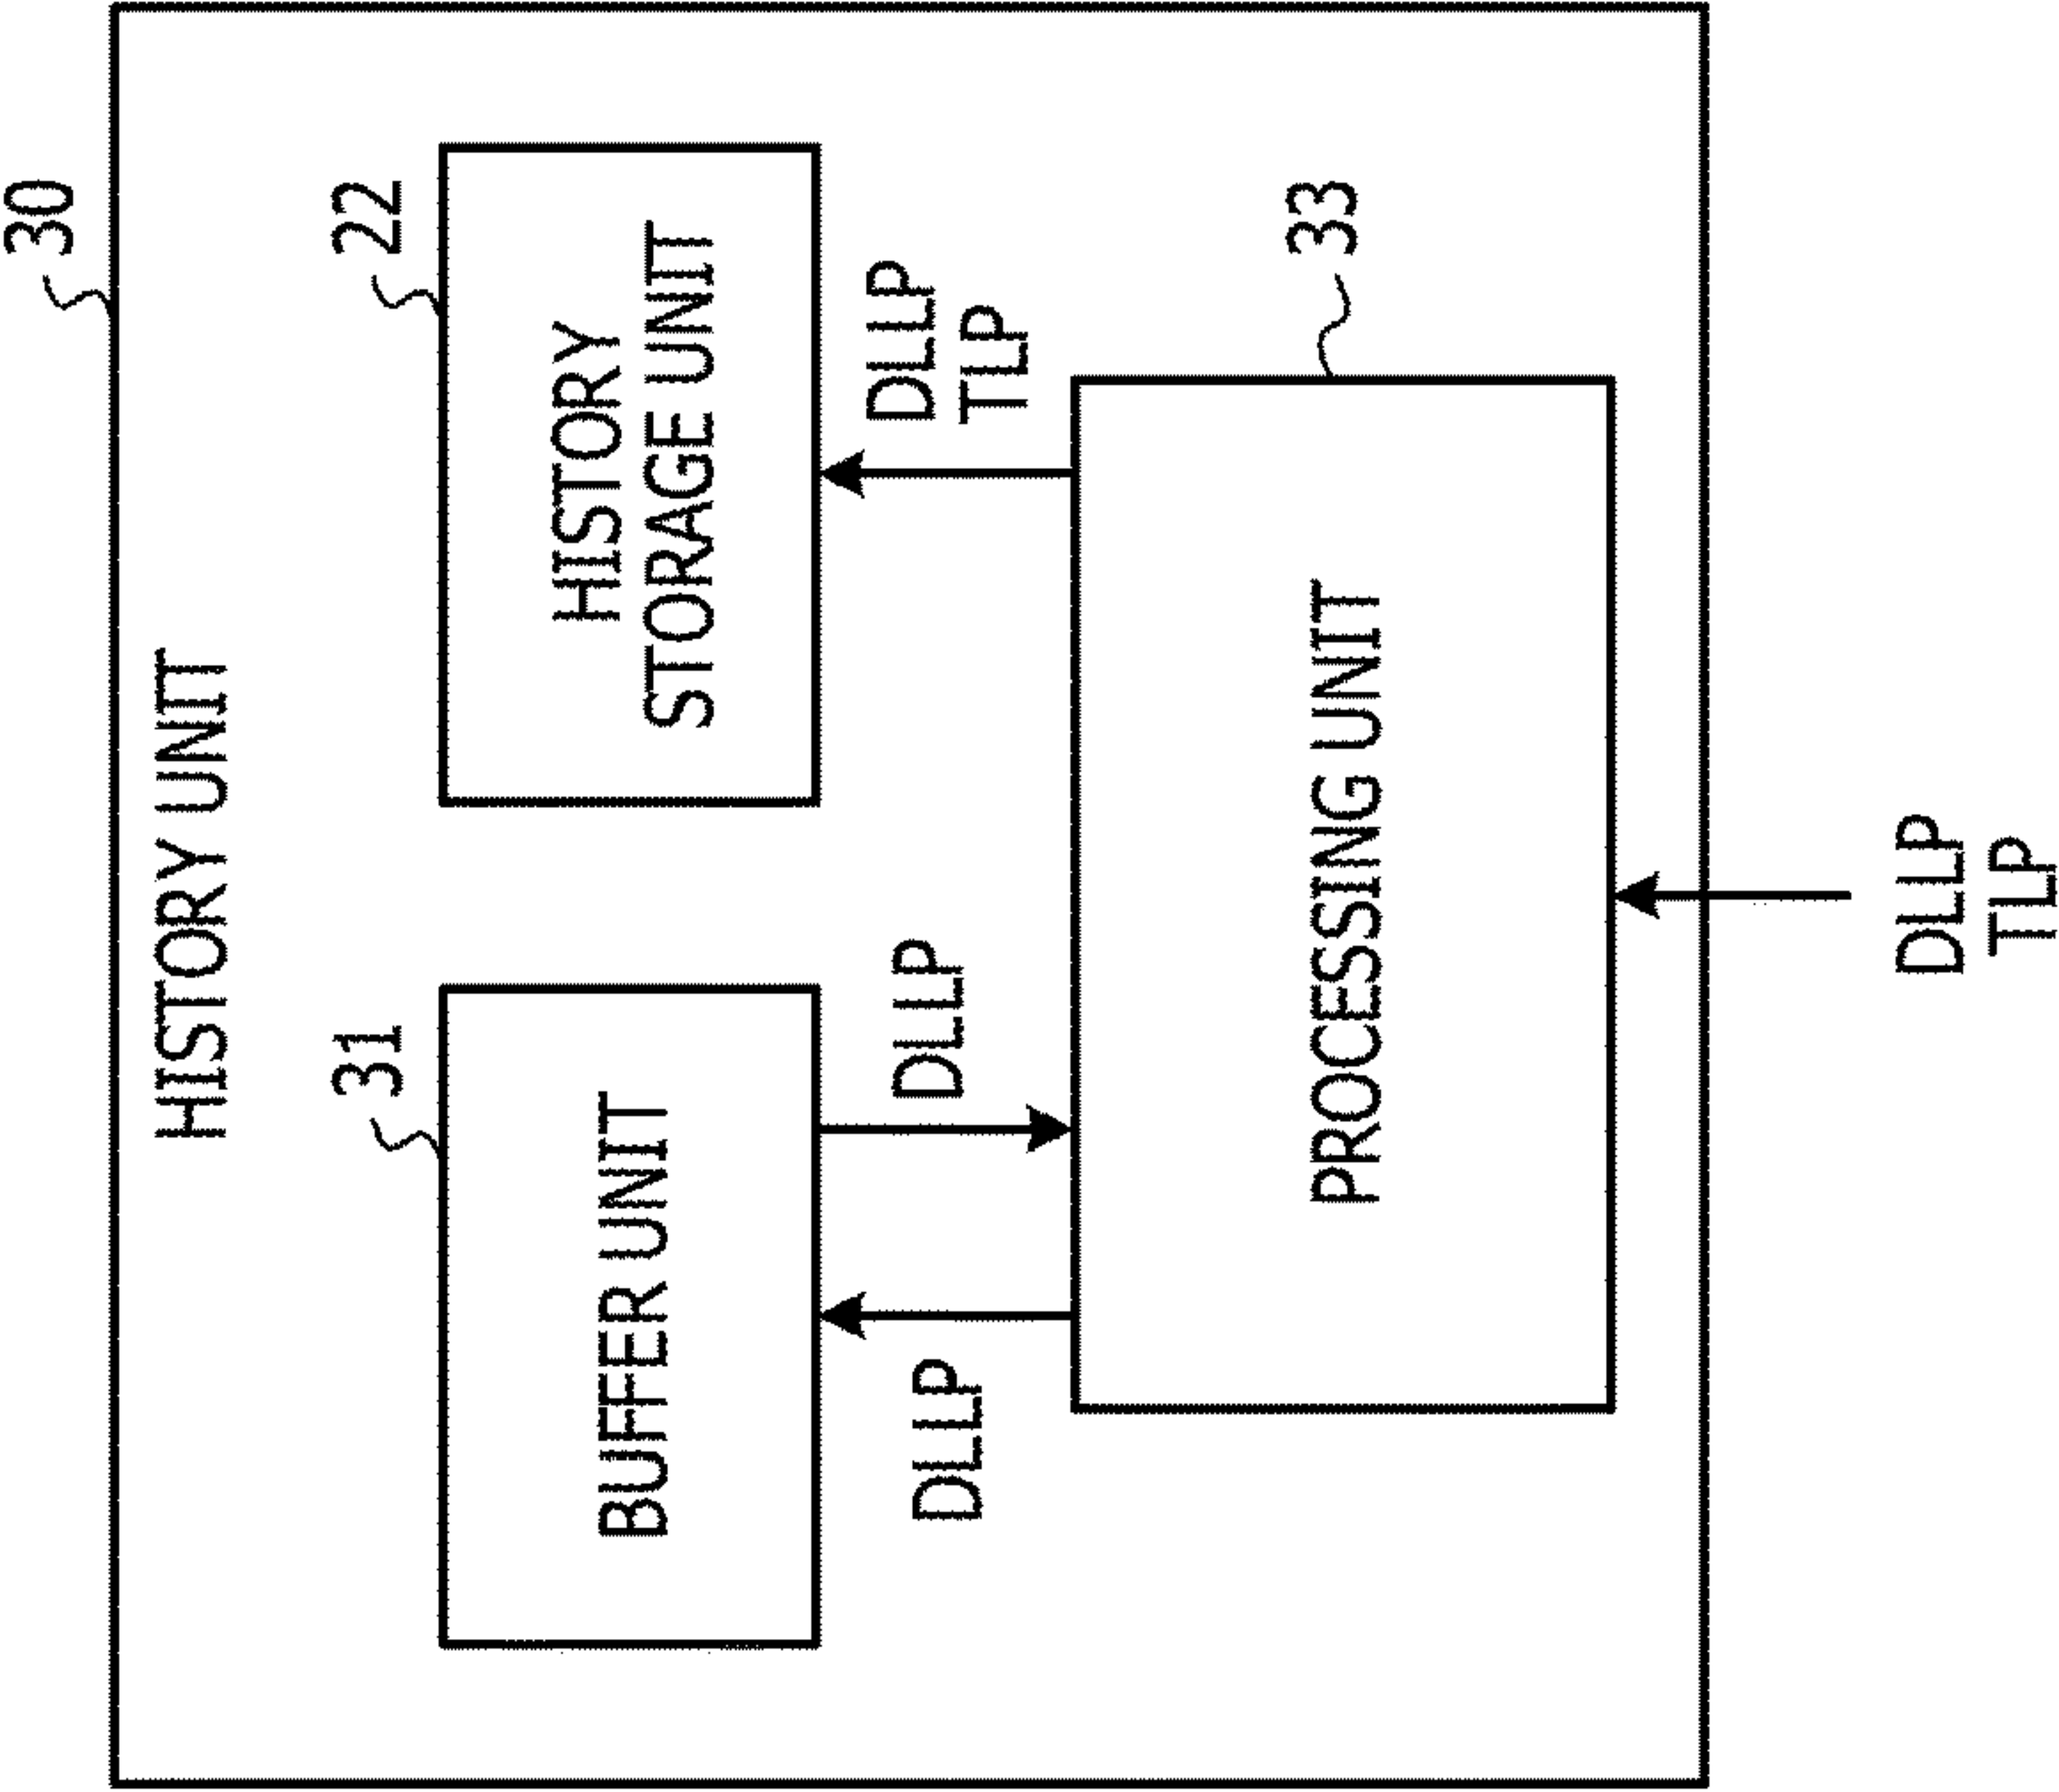 30
HISTORY UNIT
31
22
BUFFER UNIT
HISTORY
STORAGE UNIT
DLLP
DLLP
DLLP
TLP
33
PROCESSING UNIT
DLLP
TLP